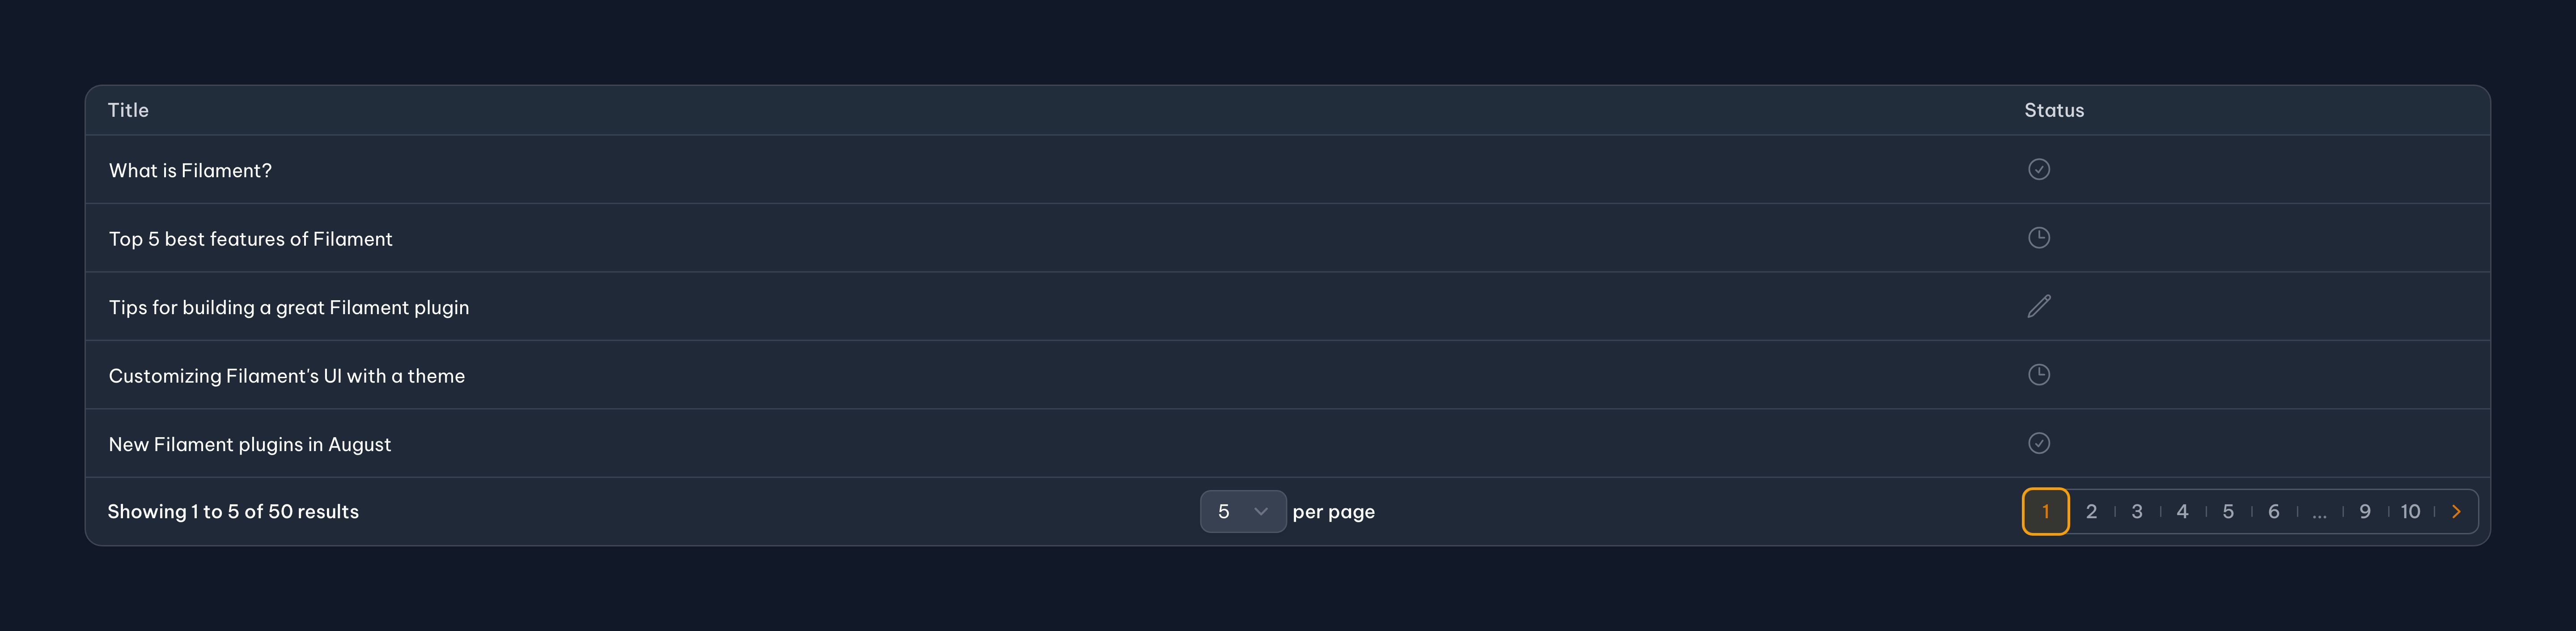 Title Status
What is Filament?
Top 5 best features of Filament
Tips for building a great Filament plugin
Customizing Filament's UI with a theme
New Filament plugins in August
Showing 1 to 5 of 50 results 5 per page 1 2 3 4 5 6 ... 9 10